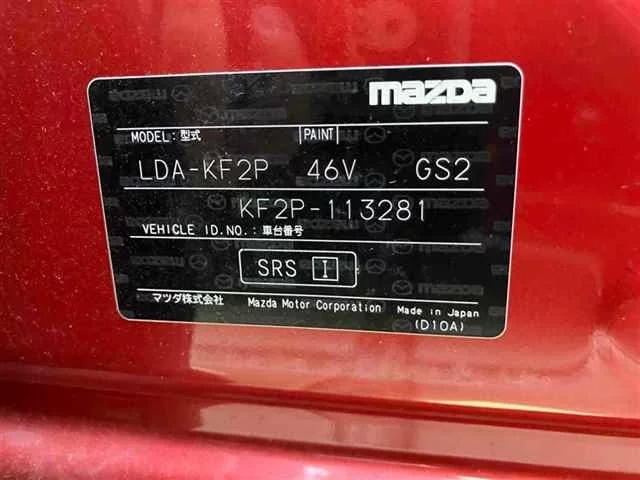 mazda
MODEL:型式 PAINT
LDA-KF2P 46V GS2
KF2P-113281
VEHICLE ID.NO.:車台番号
SRS I
マツダ株式会社 Mazda Motor Corporation Made in Japan
(D10A)